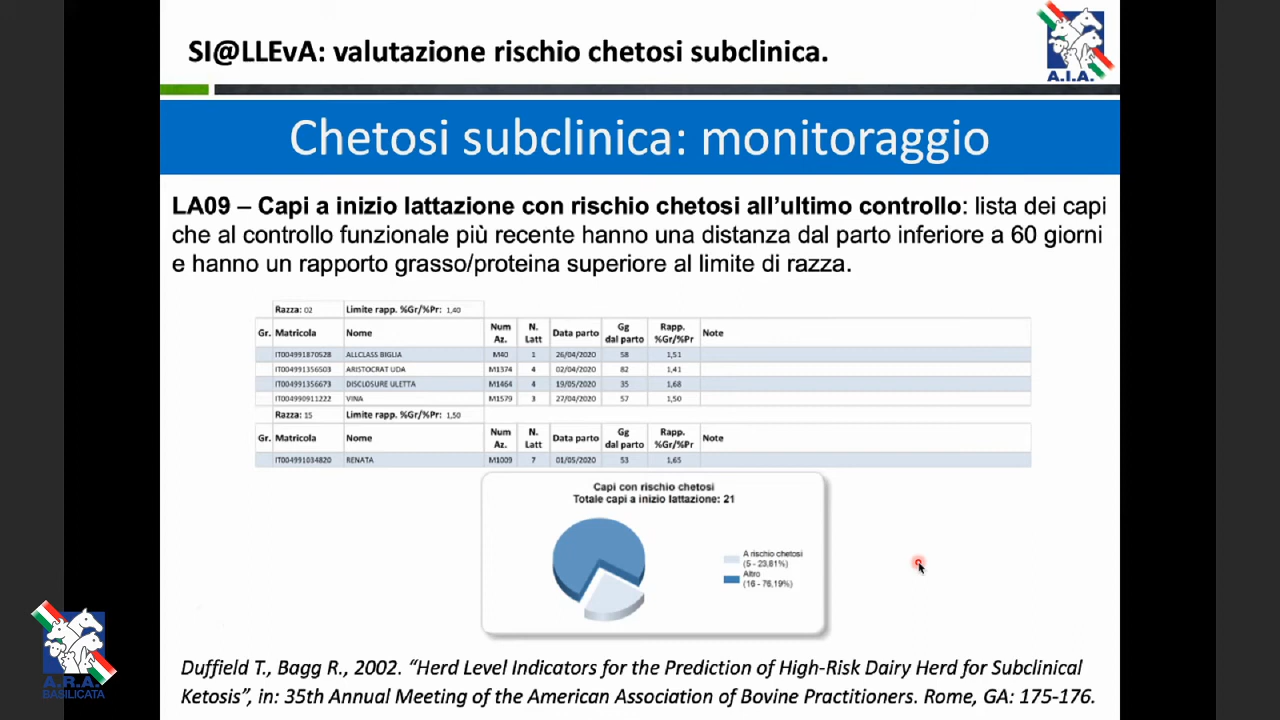 SI@LLEvA: valutazione rischio chetosi subclinica.
A.I.A.
Chetosi subclinica: monitoraggio
LA09 – Capi a inizio lattazione con rischio chetosi all’ultimo controllo: lista dei capi
che al controllo funzionale più recente hanno una distanza dal parto inferiore a 60 giorni
e hanno un rapporto grasso/proteina superiore al limite di razza.
Razza: 02 Limite rapp. %Gr/%Pr: 1,40
Gr. Matricola Nome Num Az. N. Latt Data parto Gg dal parto Rapp. %Gr/%Pr Note
IT004991870528 ALLCLASS BIGLIA M40 1 26/04/2020 58 1,51
IT004991356503 ARISTOCRAT UDA M1374 4 02/04/2020 82 1,41
IT004991356673 DISCLOSURE ULETTA M1464 4 19/05/2020 35 1,68
IT004990911222 VINA M1579 3 27/04/2020 57 1,50
Razza: 15 Limite rapp. %Gr/%Pr: 1,50
Gr. Matricola Nome Num Az. N. Latt Data parto Gg dal parto Rapp. %Gr/%Pr Note
IT004991034820 RENATA M1009 7 01/05/2020 53 1,65
Capi con rischio chetosi
Totale capi a inizio lattazione: 21
A rischio chetosi
(5 - 23,81%)
Altro
(16 - 76,19%)
Duffield T., Bagg R., 2002. “Herd Level Indicators for the Prediction of High-Risk Dairy Herd for Subclinical
Ketosis”, in: 35th Annual Meeting of the American Association of Bovine Practitioners. Rome, GA: 175-176.
A.R.A.
BASILICATA